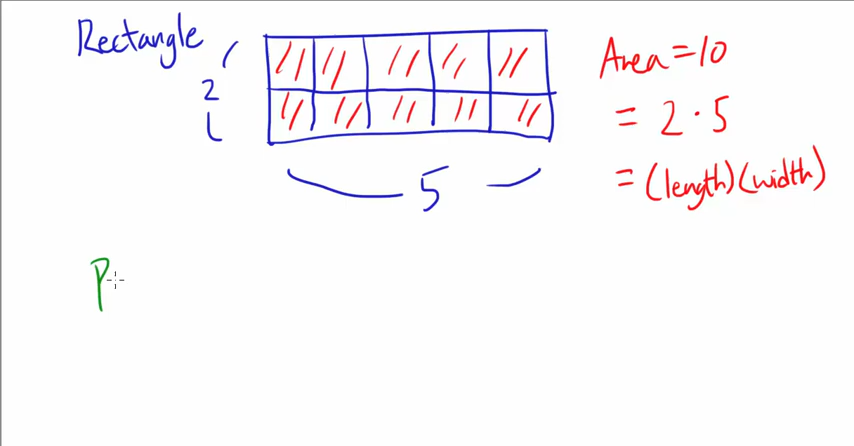 Rectangle
2
5
Area = 10
= 2 · 5
= (length)(width)
P